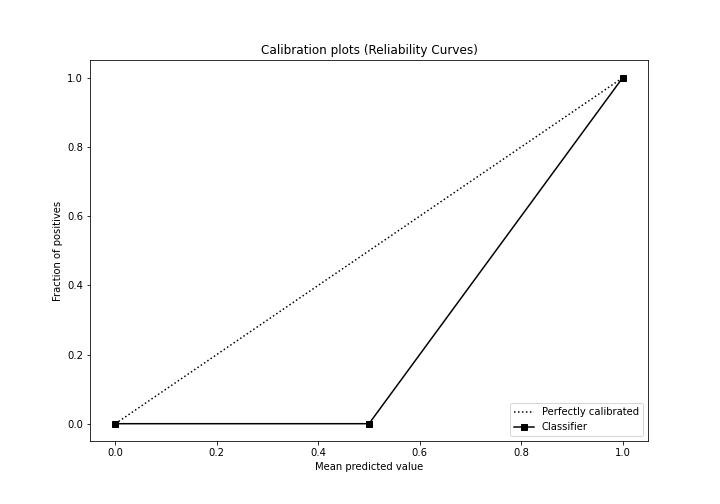 Calibration plots (Reliability Curves)
1.0
0.8
0.6
0.4
0.2
0.0
Fraction of positives
0.0 0.2 0.4 0.6 0.8 1.0
Mean predicted value
Perfectly calibrated
Classifier